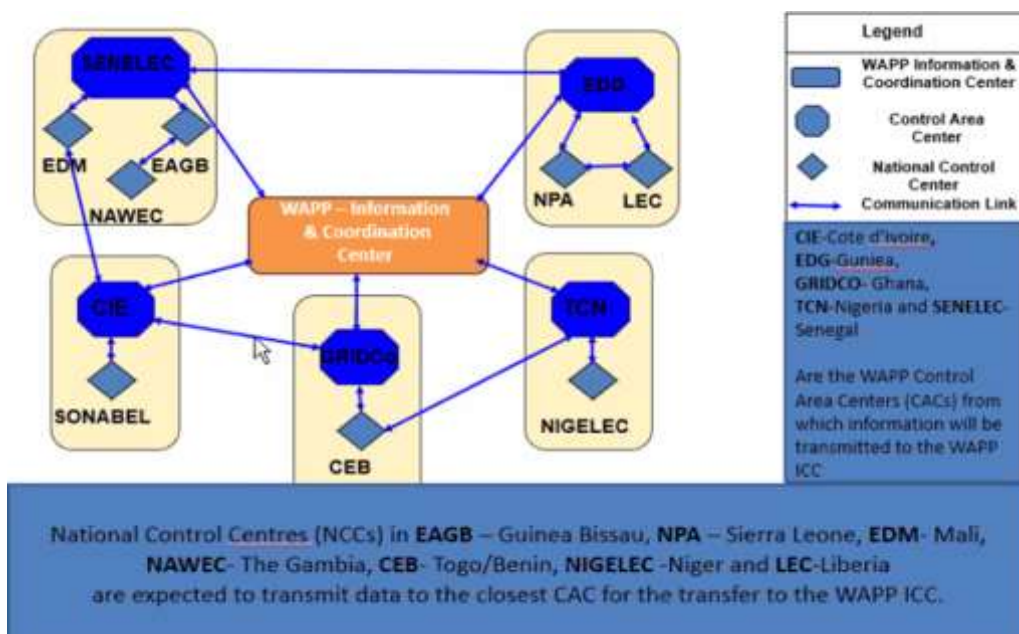 SENELEC
EDM
EAGB
NAWEC
EDG
NPA
LEC
WAPP – Information
& Coordination
Center
CIE
SONABEL
GRIDCo
CEB
TCN
NIGELEC
Legend
WAPP Information &
Coordination Center
Control Area
Center
National Control
Center
Communication Link
CIE-Cote d'ivoire,
EDG-Guniea,
GRIDCO- Ghana,
TCN-Nigeria and SENELEC-
Senegal
Are the WAPP Control
Area Centers (CACs) from
which information will be
transmitted to the WAPP
ICC
National Control Centres (NCCs) in EAGB – Guinea Bissau, NPA – Sierra Leone, EDM- Mali,
NAWEC- The Gambia, CEB- Togo/Benin, NIGELEC -Niger and LEC-Liberia
are expected to transmit data to the closest CAC for the transfer to the WAPP ICC.